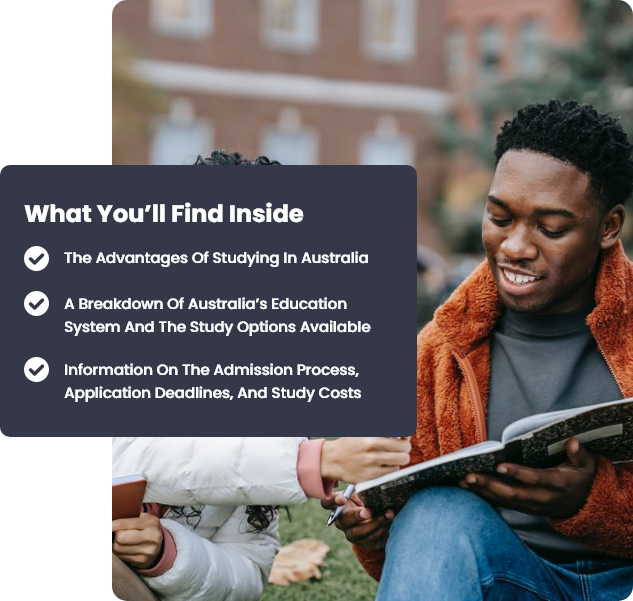 What You’ll Find Inside
The Advantages Of Studying In Australia
A Breakdown Of Australia’s Education
System And The Study Options Available
Information On The Admission Process,
Application Deadlines, And Study Costs